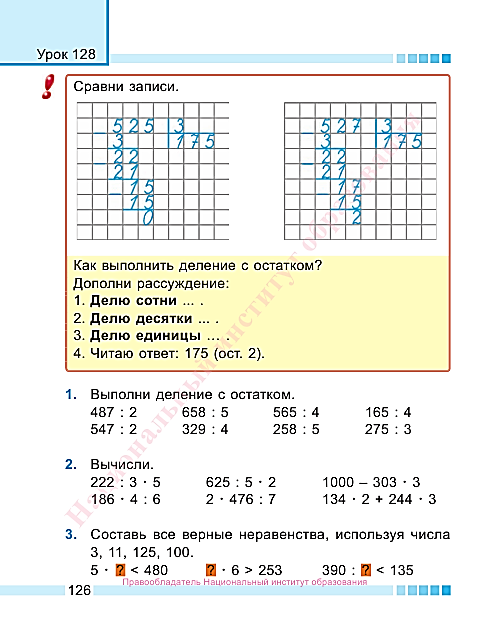 Урок 128
Сравни записи.
525 3
3 175
22
21
15
15
0
527 3
3 175
22
21
17
15
2
Как выполнить деление с остатком?
Дополни рассуждение:
1. Делю сотни ... .
2. Делю десятки ... .
3. Делю единицы ... .
4. Читаю ответ: 175 (ост. 2).
1. Выполни деление с остатком.
487 : 2 658 : 5 565 : 4 165 : 4
547 : 2 329 : 4 258 : 5 275 : 3
2. Вычисли.
222 : 3 · 5 625 : 5 · 2 1000 – 303 · 3
186 · 4 : 6 2 · 476 : 7 134 · 2 + 244 · 3
3. Составь все верные неравенства, используя числа
3, 11, 125, 100.
5 · ? < 480 ? · 6 > 253 390 : ? < 135
Правообладатель Национальный институт образования
126
Национальный институт образования